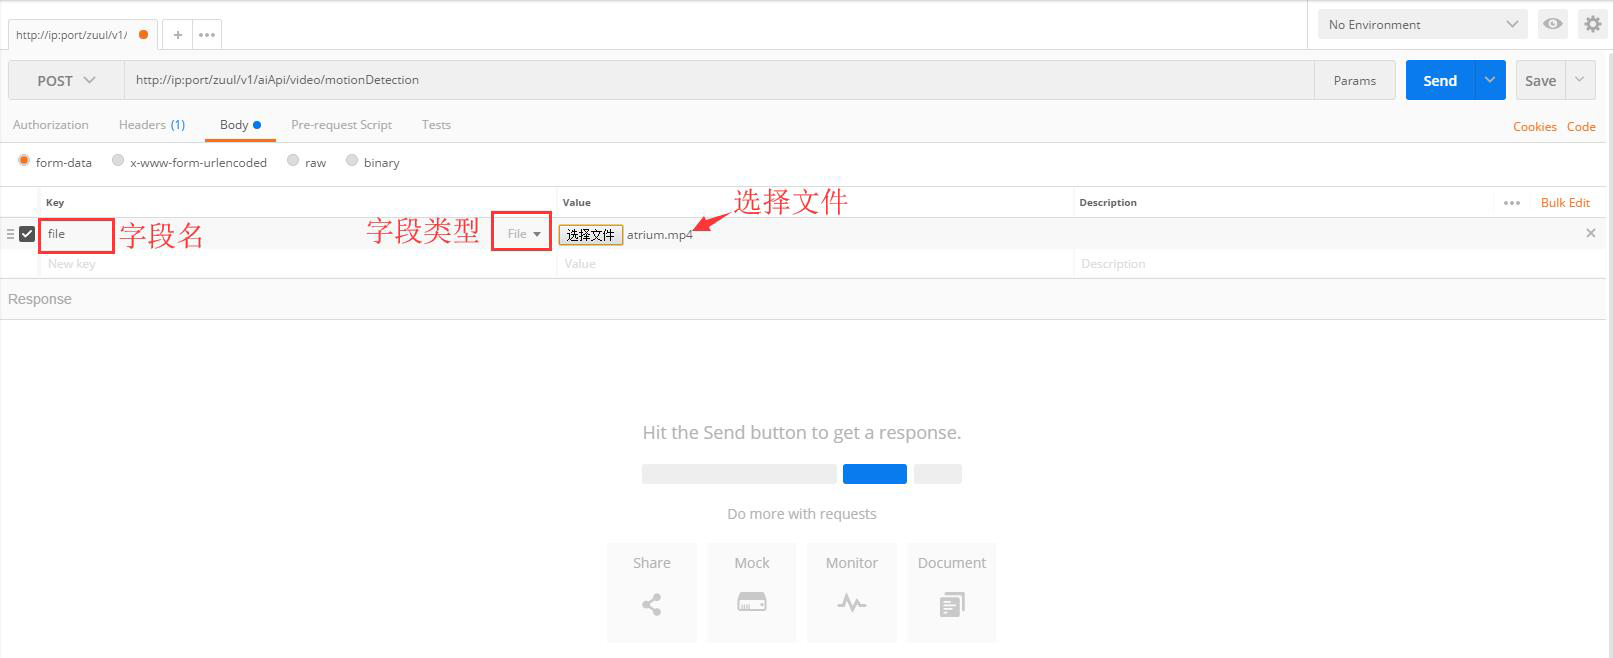 http://ip:port/zuul/v1/
+
•••
No Environment
POST
http://ip:port/zuul/v1/aiApi/video/motionDetection
Params
Send
Save
Authorization
Headers (1)
Body
Pre-request Script
Tests
Cookies
Code
form-data
x-www-form-urlencoded
raw
binary
Key
Value
选择文件
Description
•••
Bulk Edit
file
字段名
字段类型
File
选择文件
atrium.mp4
New key
Value
Description
Response
Hit the Send button to get a response.
Do more with requests
Share
Mock
Monitor
Document